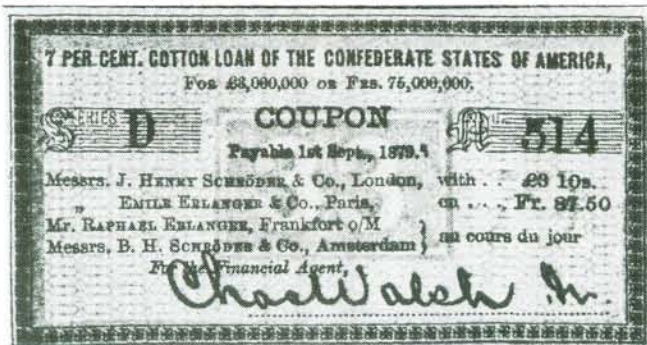 7 PER CENT. COTTON LOAN OF THE CONFEDERATE STATES OF AMERICA,
FOR £3,000,000 OR FRS. 75,000,000.
SERIES D COUPON No. 514
Payable 1st Sept., 1879.
Messrs. J. HENRY SCHRÖDER & Co., London, with . . £3 10s.
„ EMILE ERLANGER & Co., Paris, on . . . Fr. 87.50
Mr. RAPHAEL ERLANGER, Frankfort o/M } au cours du jour
Messrs. B. H. SCHRÖDER & Co., Amsterdam
For the Financial Agent,
Chas Walsh Jr.